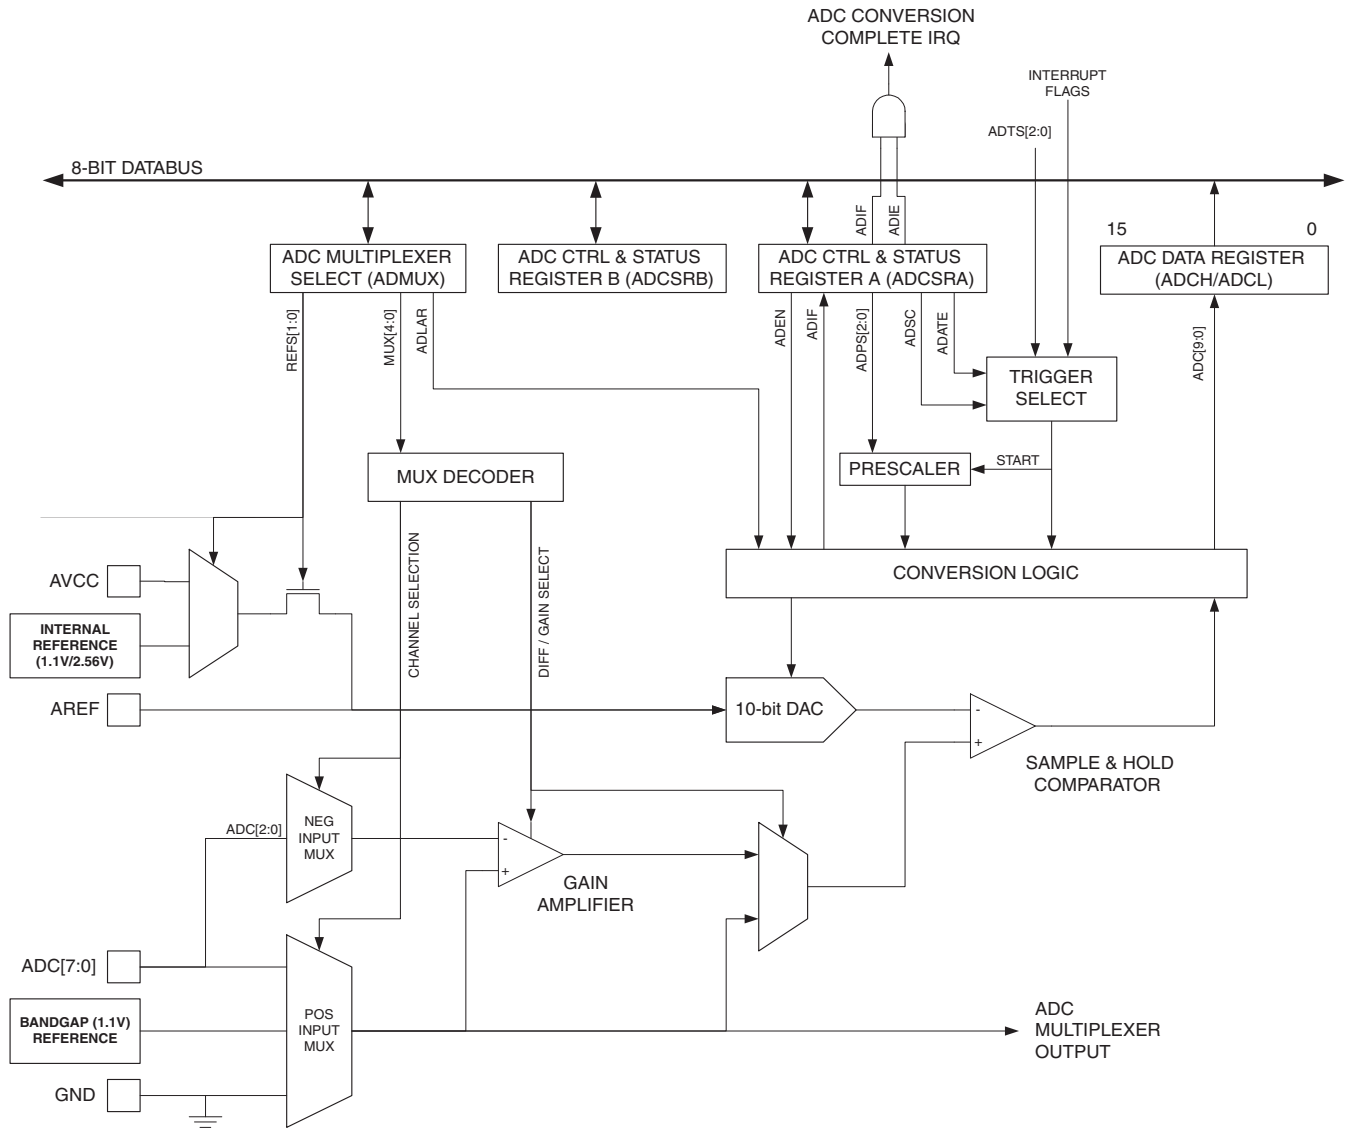 ADC CONVERSION
COMPLETE IRQ
INTERRUPT
FLAGS
ADTS[2:0]
8-BIT DATABUS
ADIF
ADIE
15
0
ADC MULTIPLEXER
SELECT (ADMUX)
ADC CTRL & STATUS
REGISTER B (ADCSRB)
ADC CTRL & STATUS
REGISTER A (ADCSRA)
ADC DATA REGISTER
(ADCH/ADCL)
REFS[1:0]
MUX[4:0]
ADLAR
ADEN
ADIF
ADPS[2:0]
ADSC
ADATE
ADC[9:0]
TRIGGER
SELECT
MUX DECODER
PRESCALER
START
CHANNEL SELECTION
DIFF / GAIN SELECT
AVCC
CONVERSION LOGIC
INTERNAL
REFERENCE
(1.1V/2.56V)
AREF
10-bit DAC
-
+
SAMPLE & HOLD
COMPARATOR
ADC[2:0]
NEG
INPUT
MUX
-
+
GAIN
AMPLIFIER
ADC[7:0]
BANDGAP (1.1V)
REFERENCE
POS
INPUT
MUX
ADC
MULTIPLEXER
OUTPUT
GND